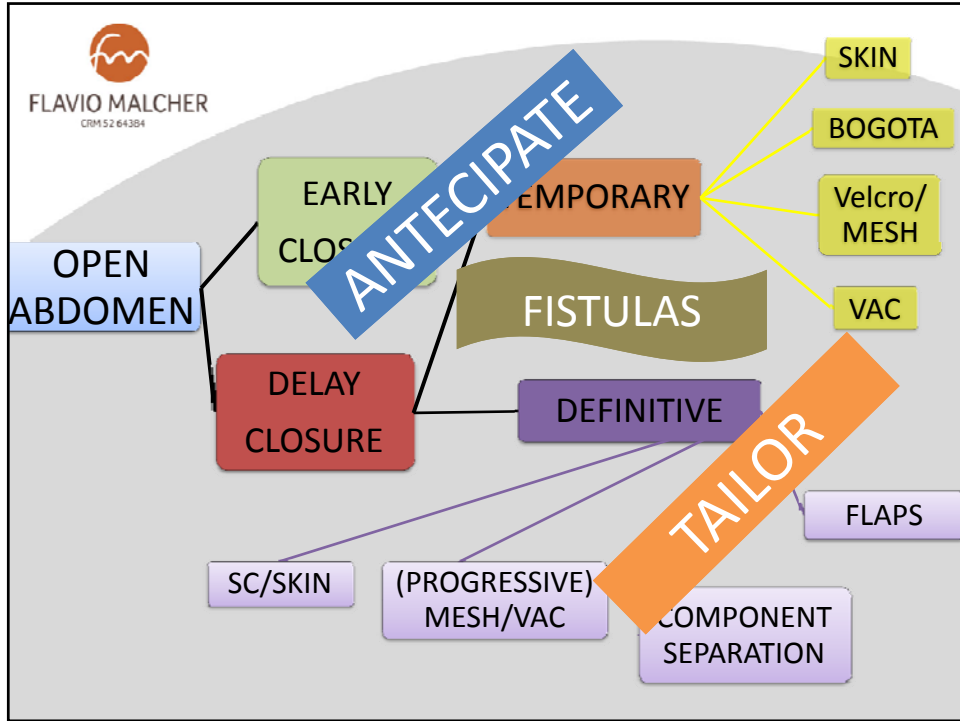 fm
FLAVIO MALCHER
CRM 52 64384
SKIN
BOGOTA
Velcro/
MESH
VAC
EARLY
CLOS
ANTECIPATE
TEMPORARY
OPEN
ABDOMEN
FISTULAS
DELAY
CLOSURE
DEFINITIVE
TAILOR
FLAPS
SC/SKIN
(PROGRESSIVE)
MESH/VAC
COMPONENT
SEPARATION